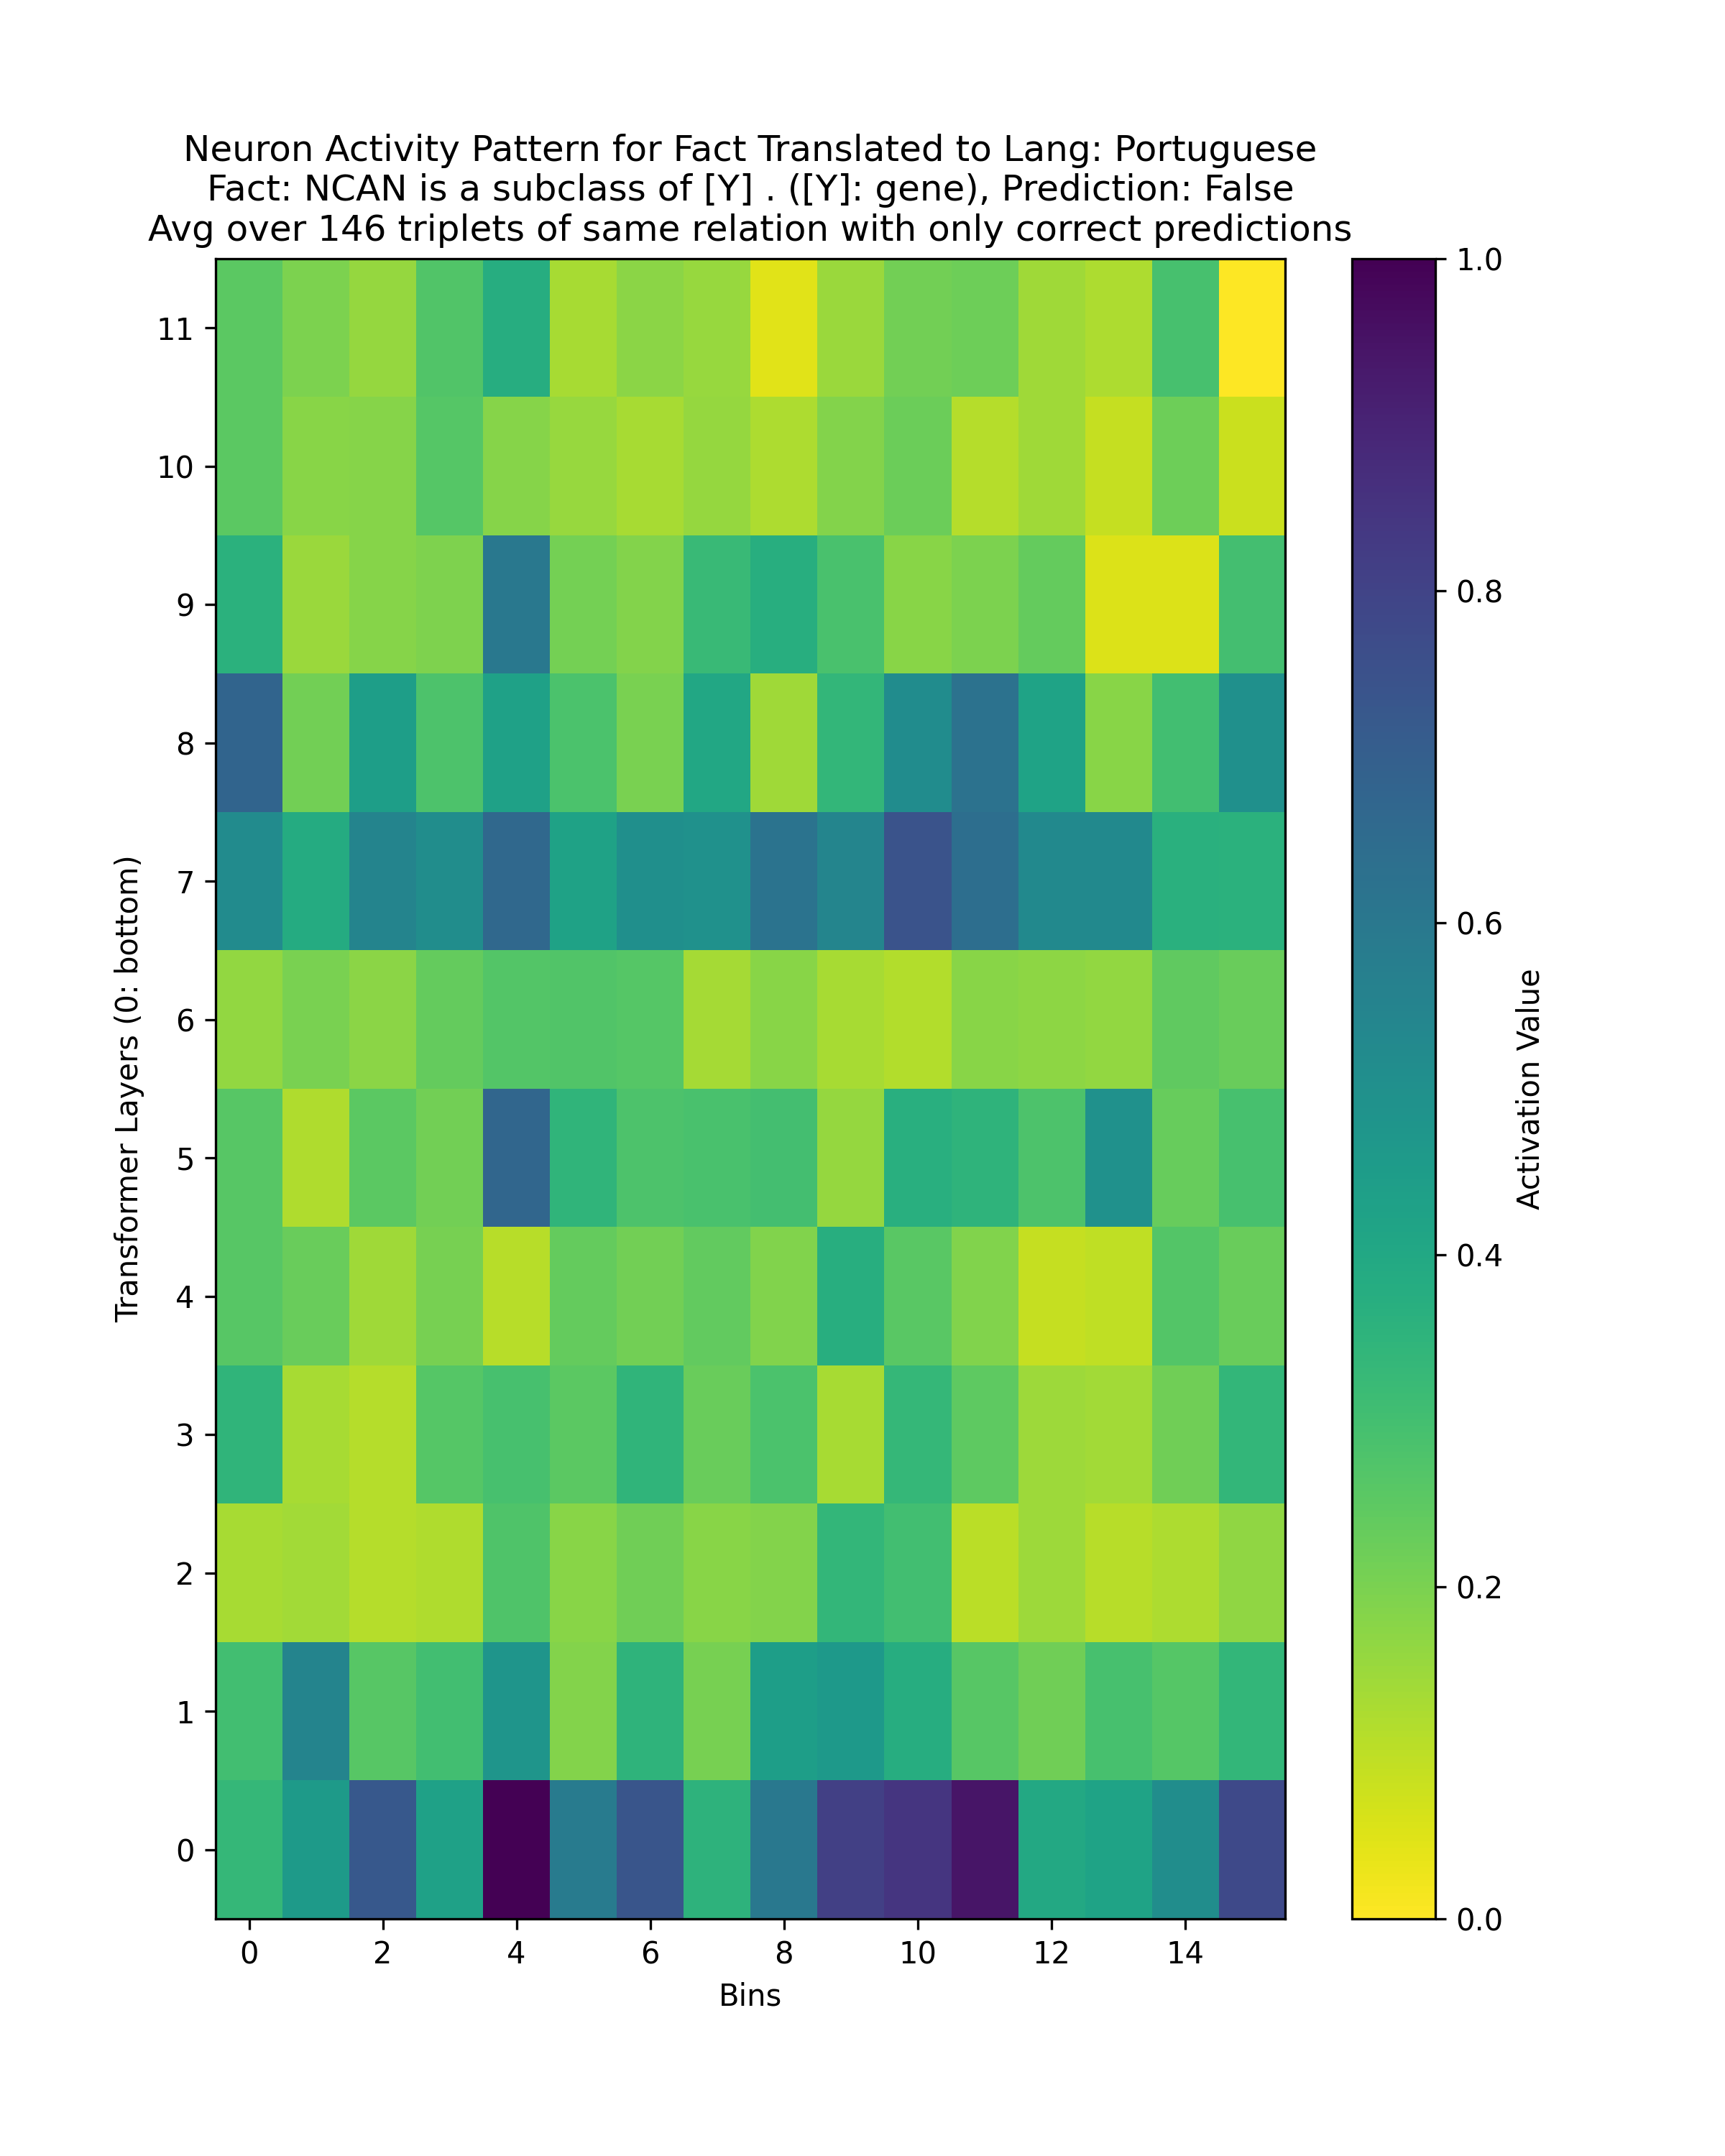 Neuron Activity Pattern for Fact Translated to Lang: Portuguese
Fact: NCAN is a subclass of [Y] . ([Y]: gene), Prediction: False
Avg over 146 triplets of same relation with only correct predictions
11
10
9
8
7
6
5
4
3
2
1
0
Transformer Layers (0: bottom)
0 2 4 6 8 10 12 14
Bins
1.0
0.8
0.6
0.4
0.2
0.0
Activation Value